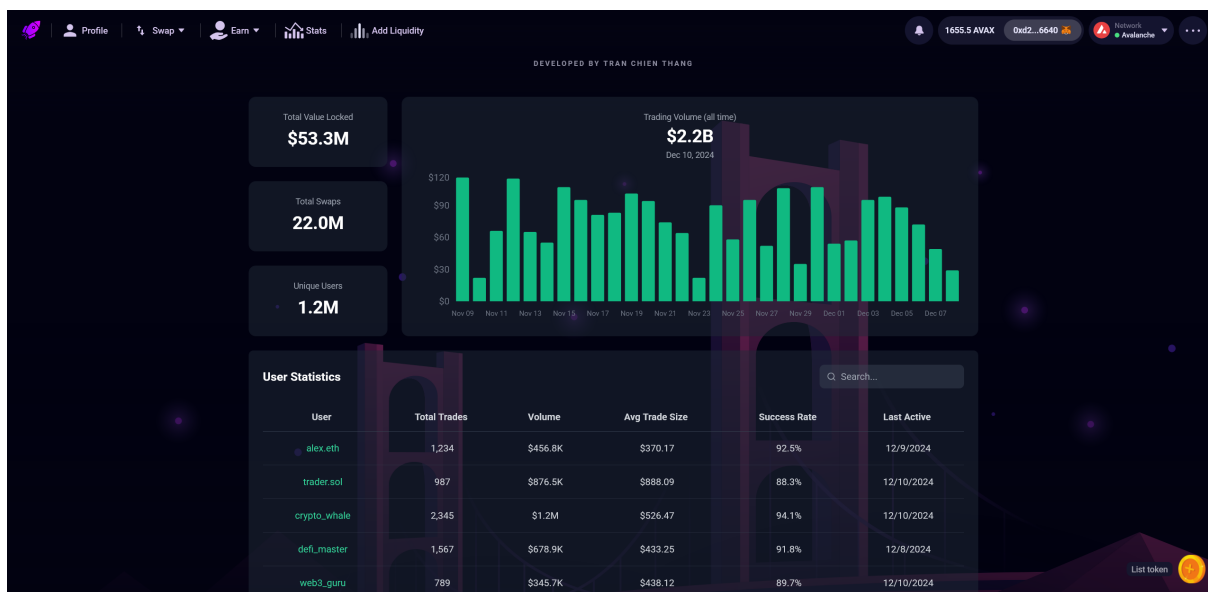 Profile Swap Earn Stats Add Liquidity 1655.5 AVAX 0xd2...6640 Network Avalanche
DEVELOPED BY TRAN CHIEN THANG
Total Value Locked
$53.3M
Total Swaps
22.0M
Unique Users
1.2M
Trading Volume (all time)
$2.2B
Dec 10, 2024
$120
$90
$60
$30
$0
Nov 09 Nov 11 Nov 13 Nov 15 Nov 17 Nov 19 Nov 21 Nov 23 Nov 25 Nov 27 Nov 29 Dec 01 Dec 03 Dec 05 Dec 07
User Statistics
Search...
User Total Trades Volume Avg Trade Size Success Rate Last Active
alex.eth 1,234 $456.8K $370.17 92.5% 12/9/2024
trader.sol 987 $876.5K $888.09 88.3% 12/10/2024
crypto_whale 2,345 $1.2M $526.47 94.1% 12/10/2024
defi_master 1,567 $678.9K $433.25 91.8% 12/8/2024
web3_guru 789 $345.7K $438.12 89.7% 12/10/2024
List token